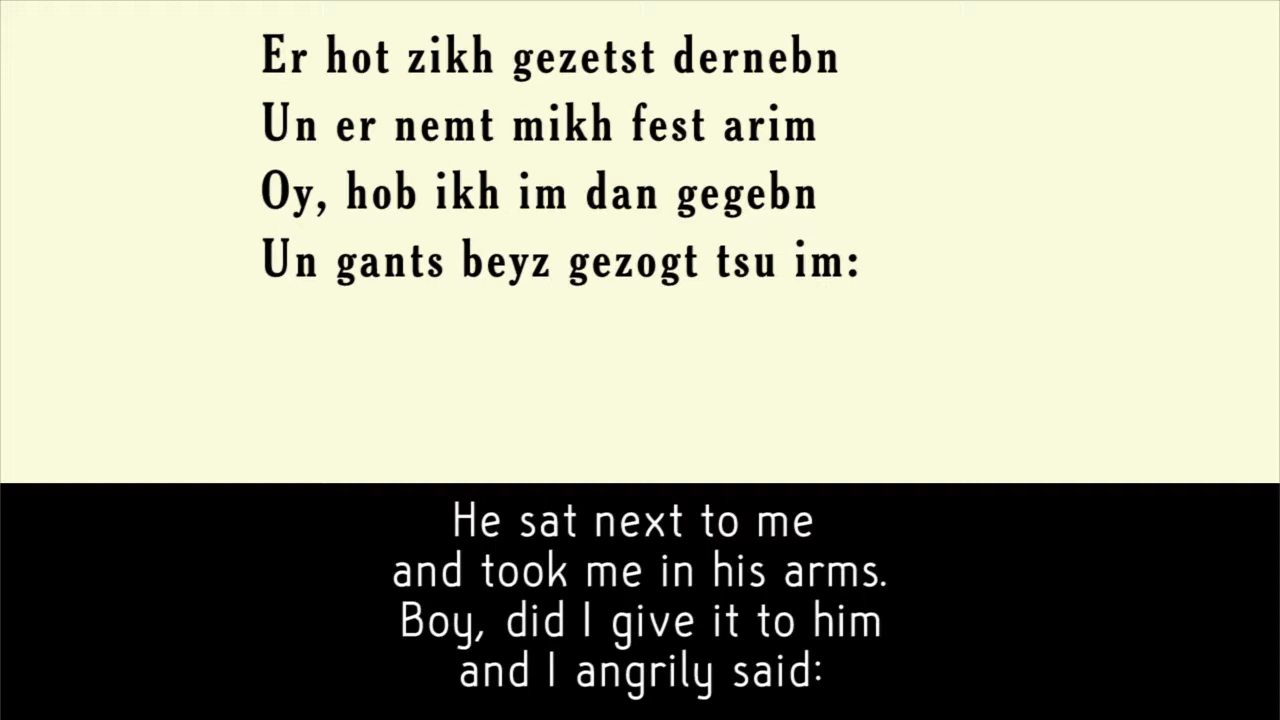 Er hot zikh gezetst dernebn
Un er nemt mikh fest arim
Oy, hob ikh im dan gegebn
Un gants beyz gezogt tsu im:
He sat next to me
and took me in his arms.
Boy, did I give it to him
and I angrily said: